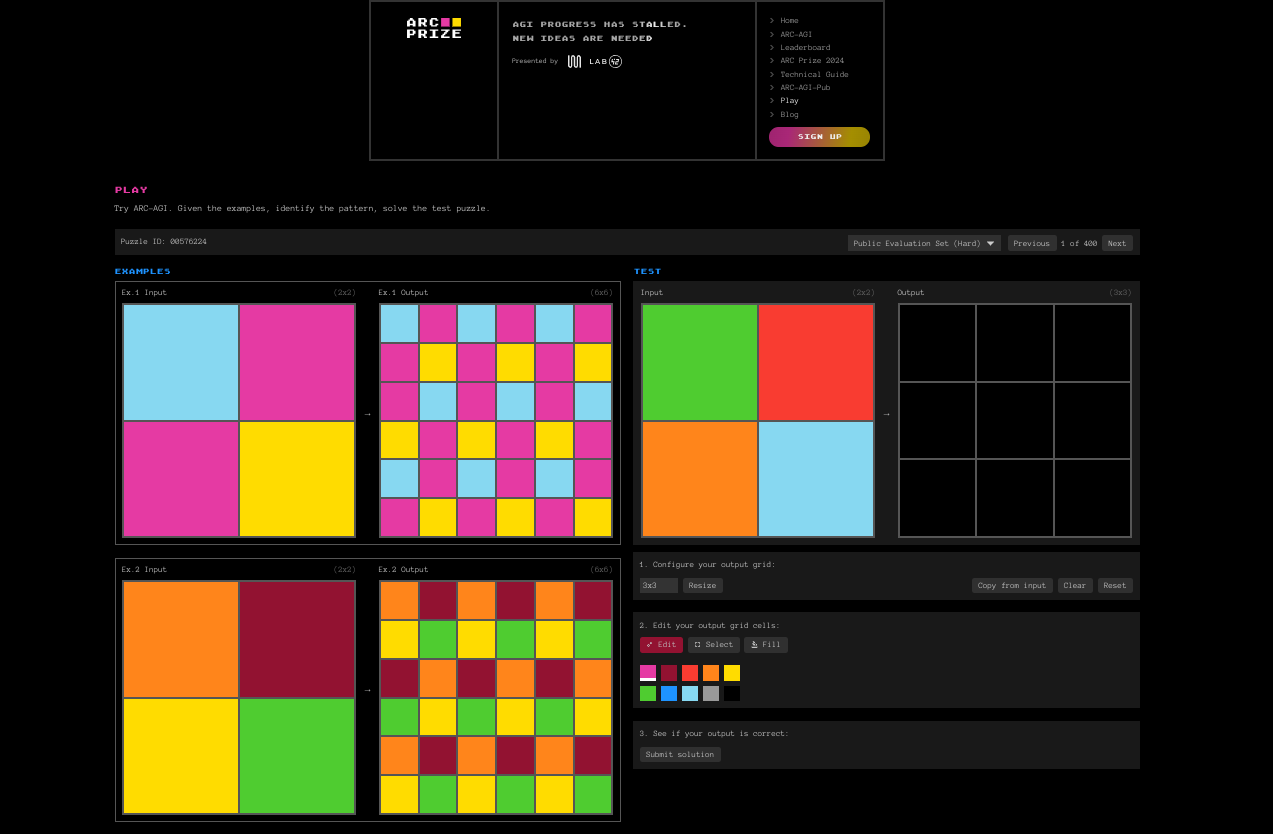 ARC
PRIZE
AGI PROGRESS HAS STALLED.
NEW IDEAS ARE NEEDED
Presented by LAB 42
> Home
> ARC-AGI
> Leaderboard
> ARC Prize 2024
> Technical Guide
> ARC-AGI-Pub
> Play
> Blog
SIGN UP
PLAY
Try ARC-AGI. Given the examples, identify the pattern, solve the test puzzle.
Puzzle ID: 00576224 Public Evaluation Set (Hard) Previous 1 of 400 Next
EXAMPLES
Ex.1 Input (2x2) Ex.1 Output (6x6)
→
Ex.2 Input (2x2) Ex.2 Output (6x6)
→
TEST
Input (2x2) Output (3x3)
→
1. Configure your output grid:
3x3 Resize Copy from input Clear Reset
2. Edit your output grid cells:
Edit Select Fill
3. See if your output is correct:
Submit solution